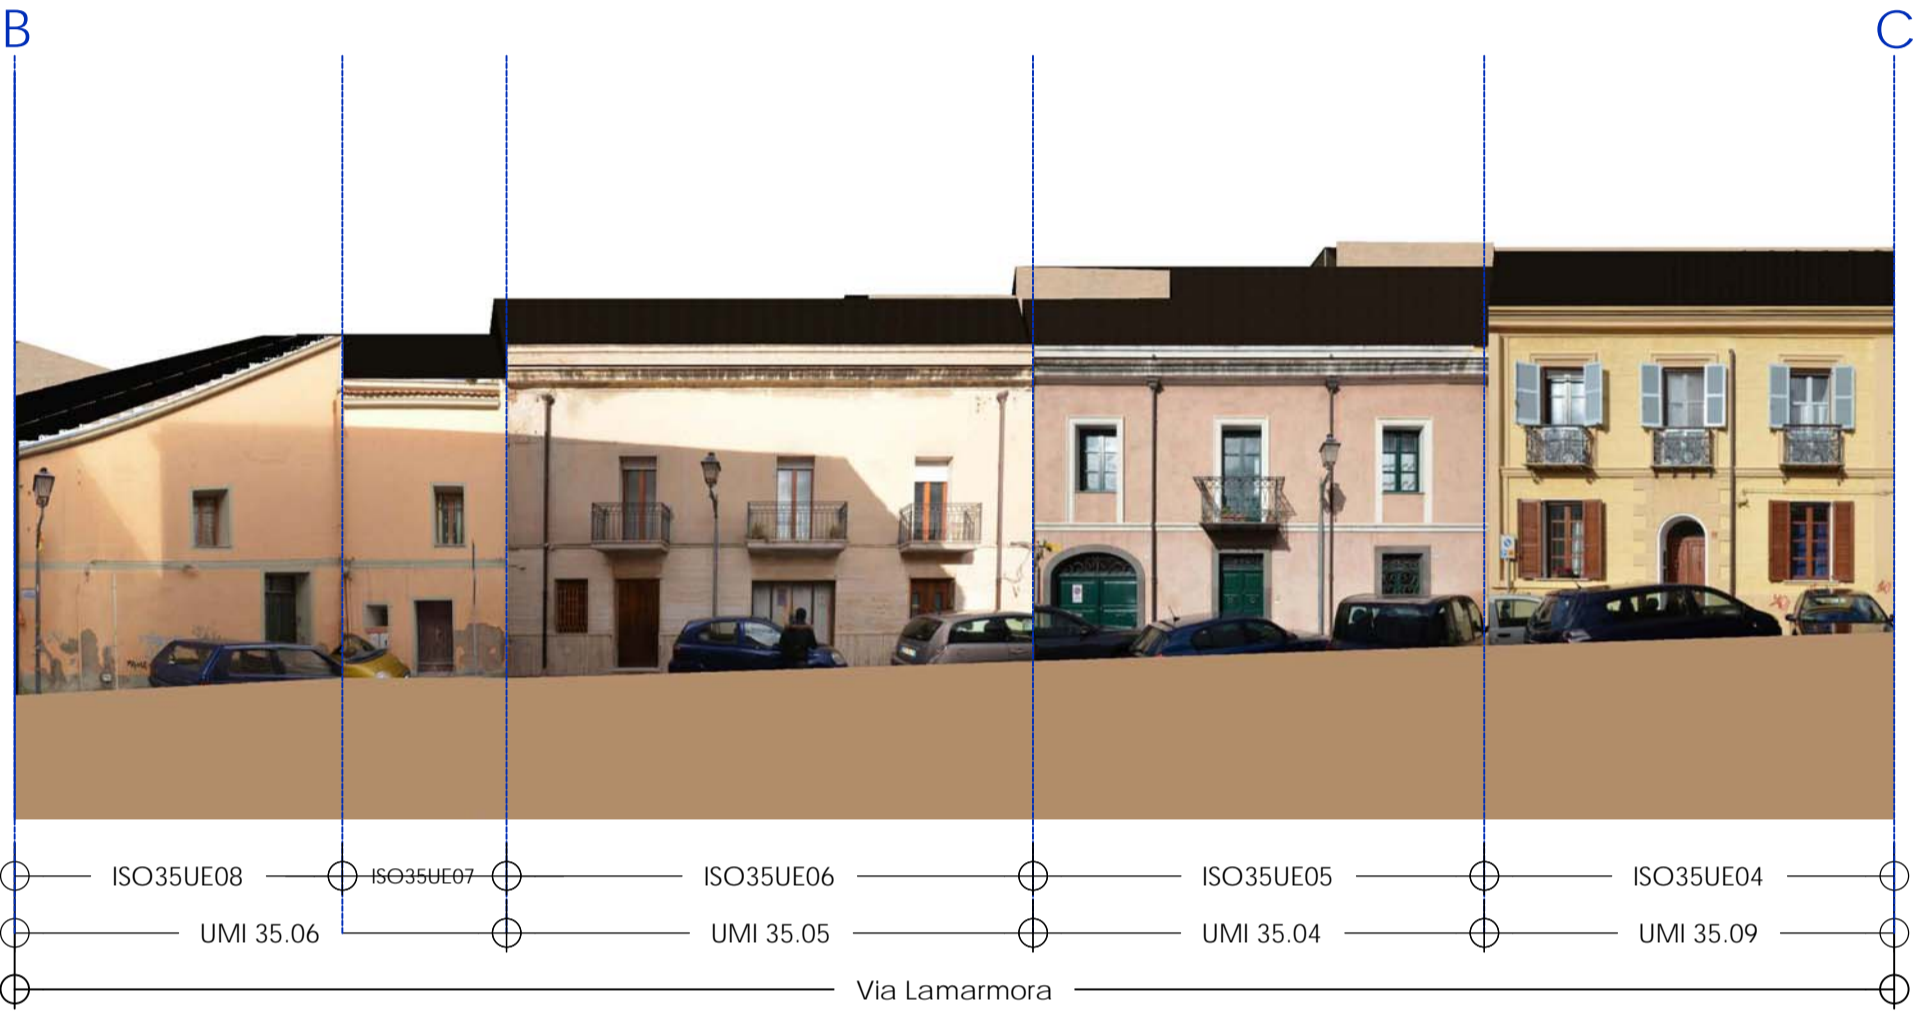 B C
ISO35UE08 ISO35UE07 ISO35UE06 ISO35UE05 ISO35UE04
UMI 35.06 UMI 35.05 UMI 35.04 UMI 35.09
Via Lamarmora